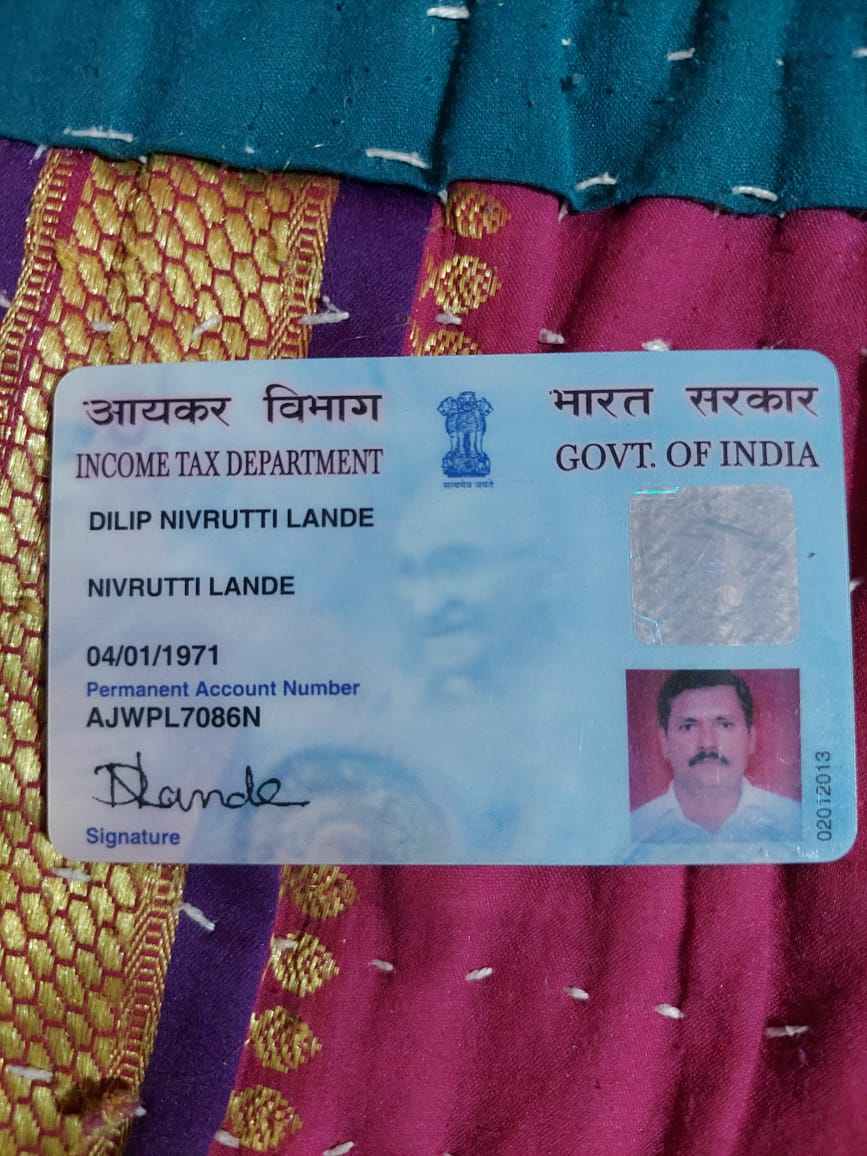 आयकर विभाग
INCOME TAX DEPARTMENT
भारत सरकार
GOVT. OF INDIA
सत्यमेव जयते
DILIP NIVRUTTI LANDE
NIVRUTTI LANDE
04/01/1971
Permanent Account Number
AJWPL7086N
DLande
Signature
02012013